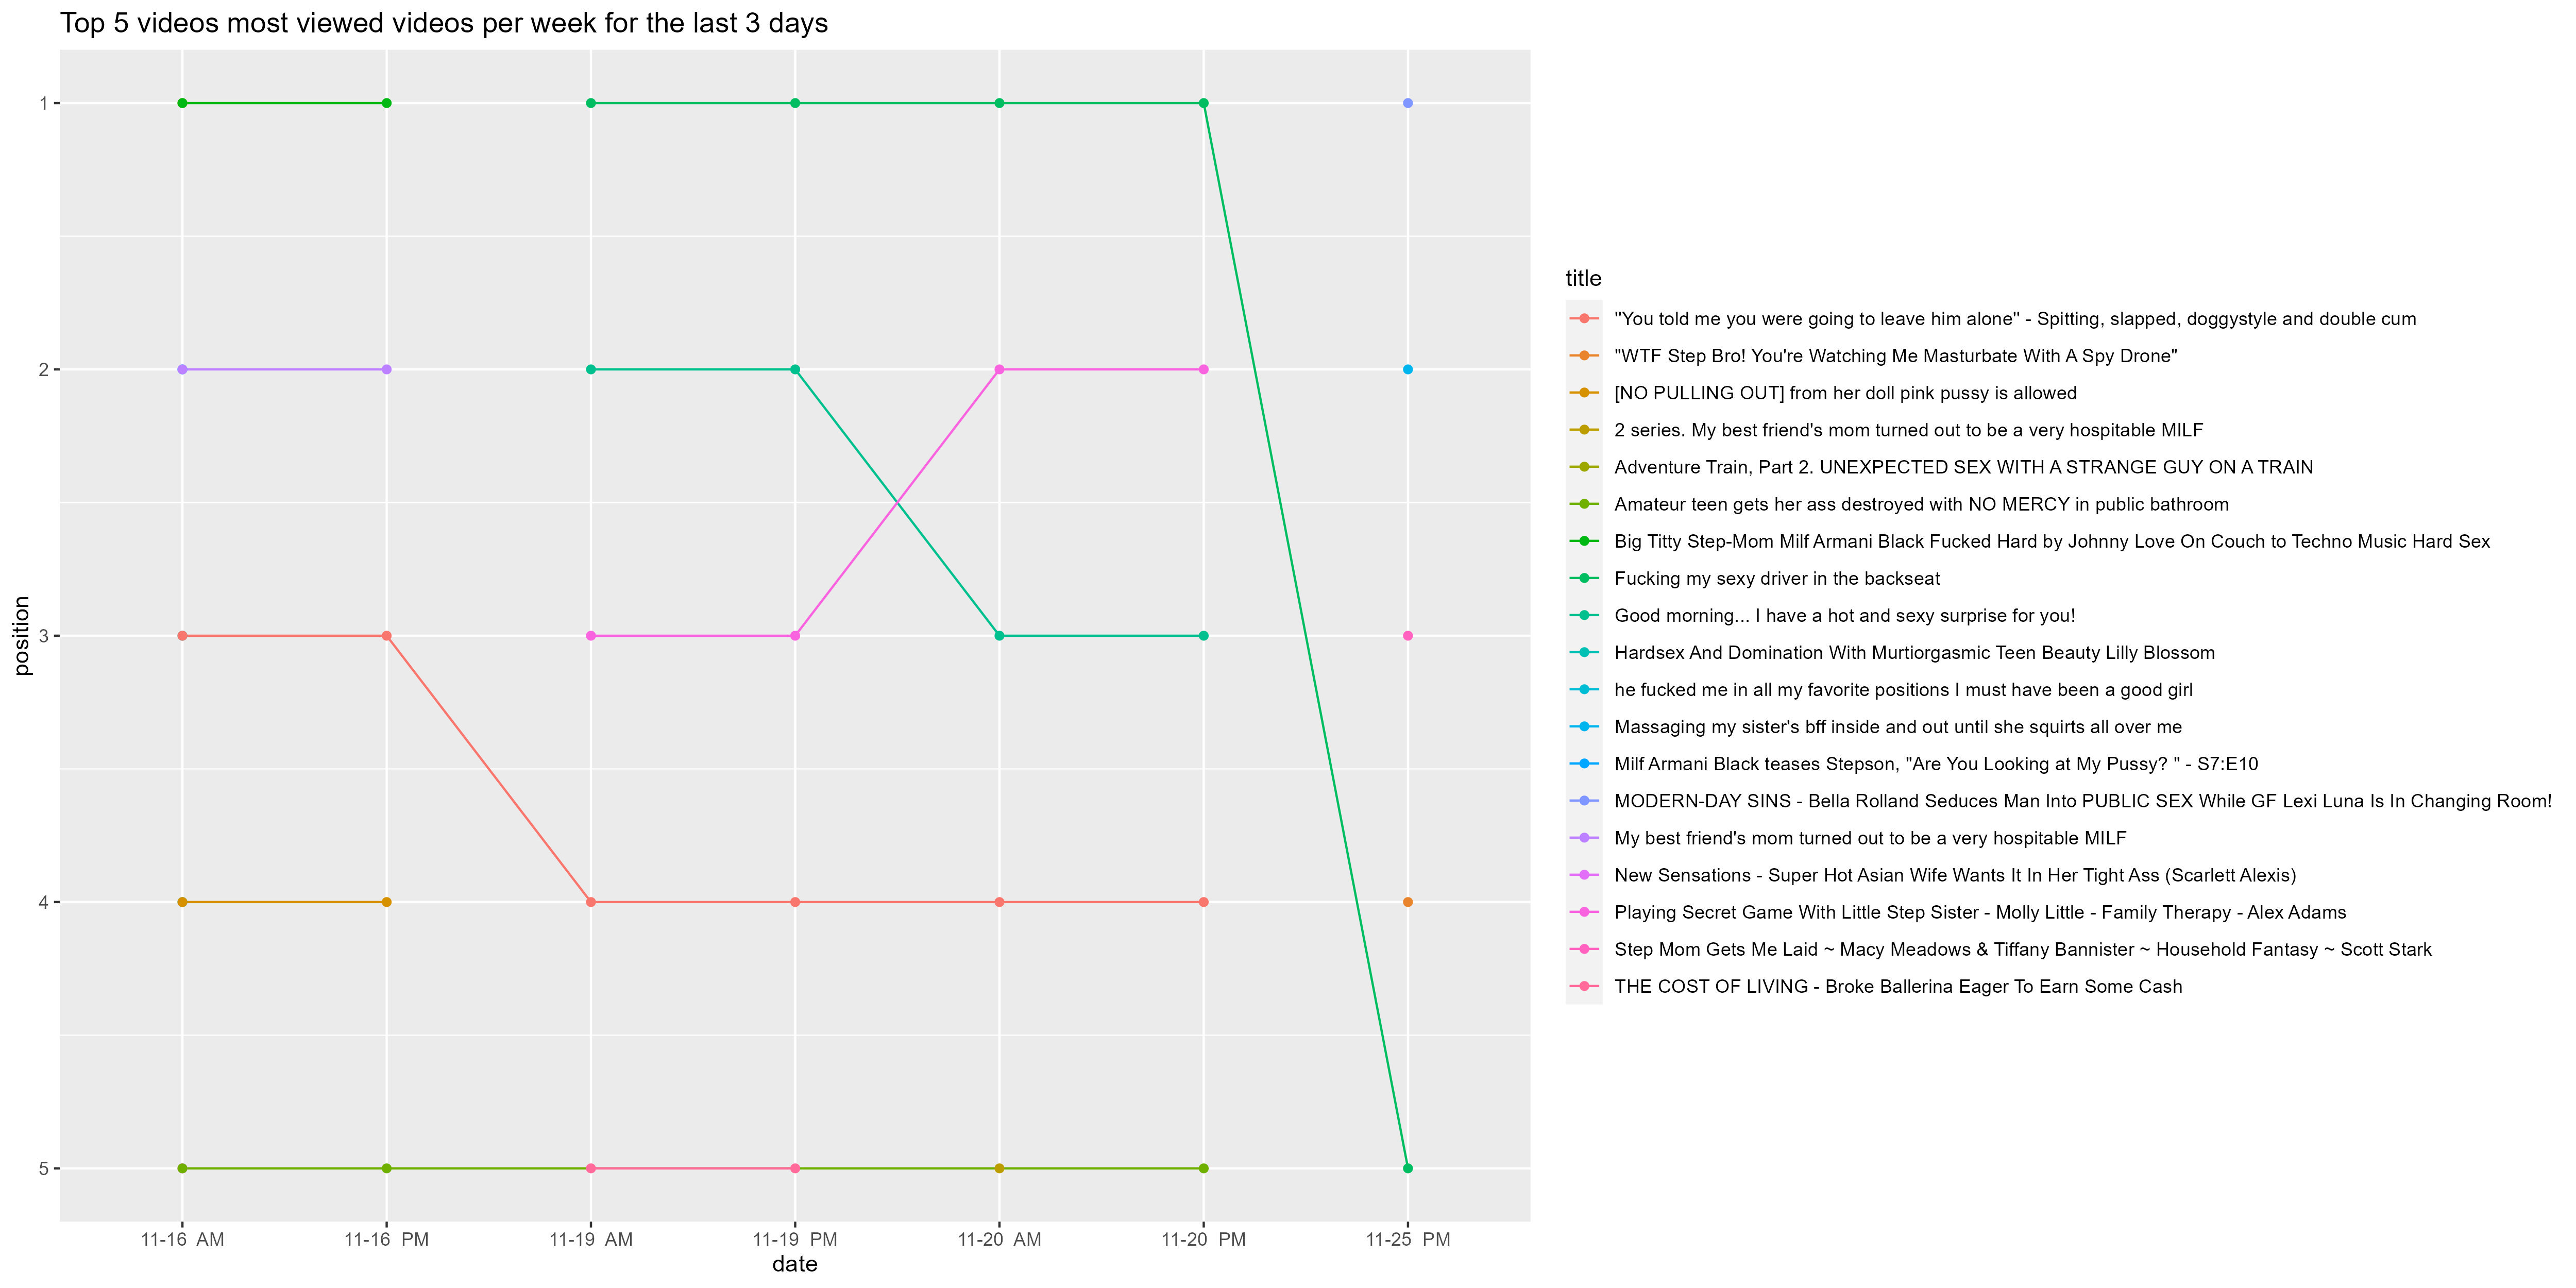 Top 5 videos most viewed videos per week for the last 3 days
position
1
2
3
4
5
11-16 AM
11-16 PM
11-19 AM
11-19 PM
11-20 AM
11-20 PM
11-25 PM
date
title
"You told me you were going to leave him alone" - Spitting, slapped, doggystyle and double cum
"WTF Step Bro! You're Watching Me Masturbate With A Spy Drone"
[NO PULLING OUT] from her doll pink pussy is allowed
2 series. My best friend's mom turned out to be a very hospitable MILF
Adventure Train, Part 2. UNEXPECTED SEX WITH A STRANGE GUY ON A TRAIN
Amateur teen gets her ass destroyed with NO MERCY in public bathroom
Big Titty Step-Mom Milf Armani Black Fucked Hard by Johnny Love On Couch to Techno Music Hard Sex
Fucking my sexy driver in the backseat
Good morning... I have a hot and sexy surprise for you!
Hardsex And Domination With Murtiorgasmic Teen Beauty Lilly Blossom
he fucked me in all my favorite positions I must have been a good girl
Massaging my sister's bff inside and out until she squirts all over me
Milf Armani Black teases Stepson, "Are You Looking at My Pussy? " - S7:E10
MODERN-DAY SINS - Bella Rolland Seduces Man Into PUBLIC SEX While GF Lexi Luna Is In Changing Room!
My best friend's mom turned out to be a very hospitable MILF
New Sensations - Super Hot Asian Wife Wants It In Her Tight Ass (Scarlett Alexis)
Playing Secret Game With Little Step Sister - Molly Little - Family Therapy - Alex Adams
Step Mom Gets Me Laid ~ Macy Meadows & Tiffany Bannister ~ Household Fantasy ~ Scott Stark
THE COST OF LIVING - Broke Ballerina Eager To Earn Some Cash